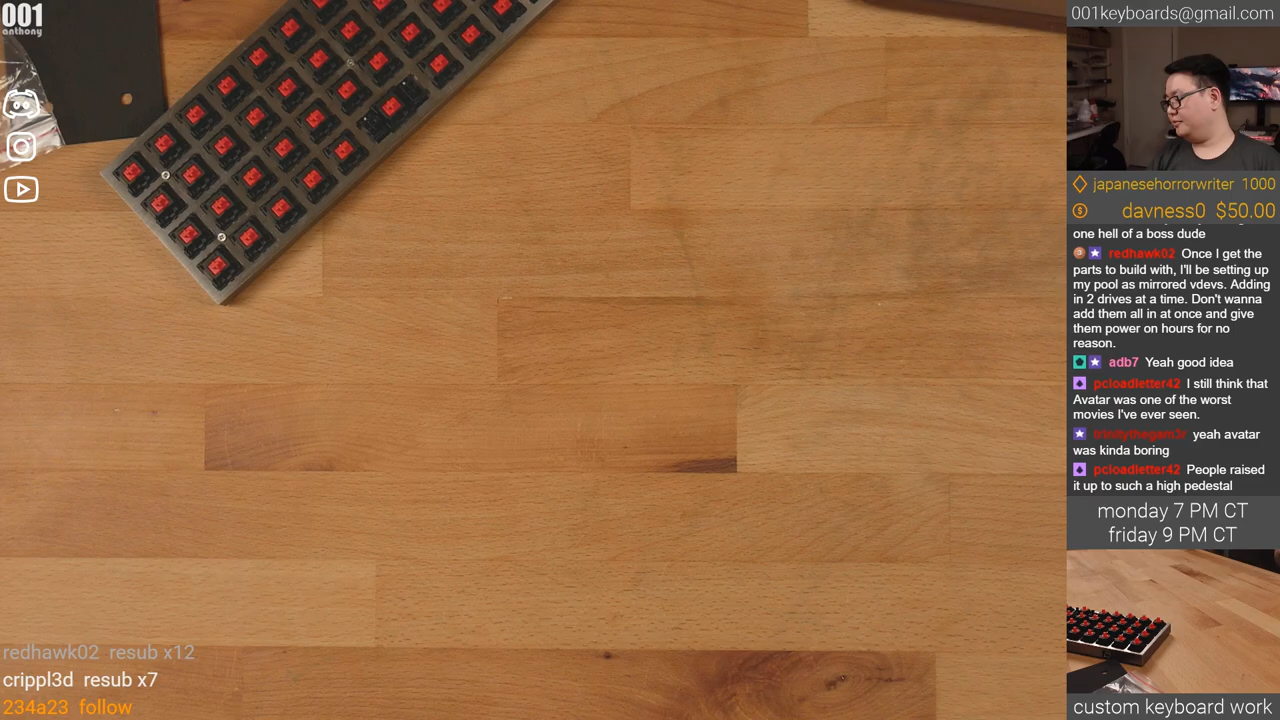 001
anthony
001keyboards@gmail.com
japanesehorrorwriter 1000
davness0 $50.00
one hell of a boss dude
redhawk02 Once I get the
parts to build with, I'll be setting up
my pool as mirrored vdevs. Adding
in 2 drives at a time. Don't wanna
add them all in at once and give
them power on hours for no
reason.
adb7 Yeah good idea
pcloadletter42 I still think that
Avatar was one of the worst
movies I've ever seen.
yeah avatar
was kinda boring
pcloadletter42 People raised
it up to such a high pedestal
monday 7 PM CT
friday 9 PM CT
redhawk02 resub x12
crippl3d resub x7
234a23 follow
custom keyboard work